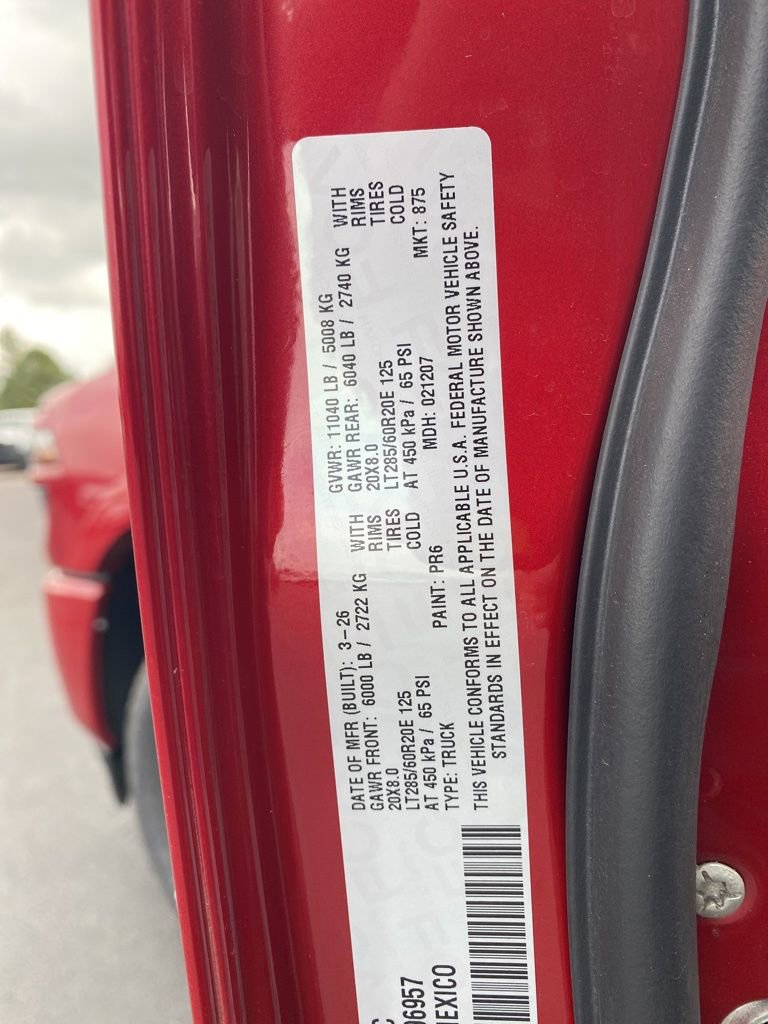 DATE OF MFR (BUILT): 3-26 GVWR: 11040 LB / 5008 KG
GAWR FRONT: 6000 LB / 2722 KG WITH GAWR REAR: 6040 LB / 2740 KG WITH
20X8.0 RIMS 20X8.0 RIMS
LT285/60R20E 125 TIRES LT285/60R20E 125 TIRES
AT 450 kPa / 65 PSI COLD AT 450 kPa / 65 PSI COLD
TYPE: TRUCK PAINT: PR6 MDH: 021207 MKT: 875
THIS VEHICLE CONFORMS TO ALL APPLICABLE U.S.A. FEDERAL MOTOR VEHICLE SAFETY
STANDARDS IN EFFECT ON THE DATE OF MANUFACTURE SHOWN ABOVE.
06957
EXICO